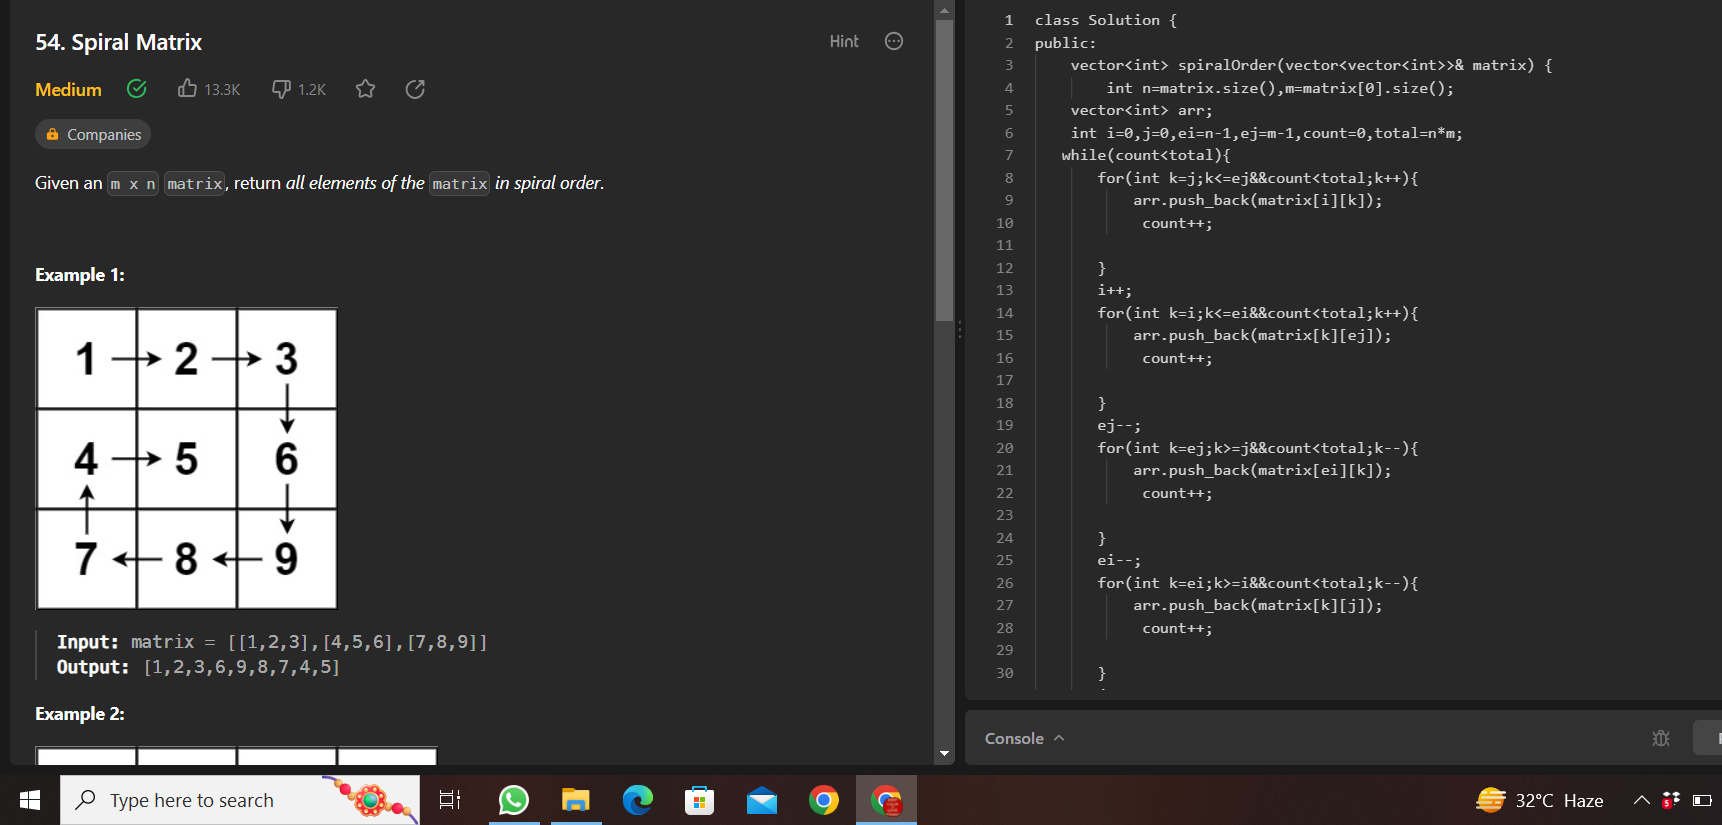 54. Spiral Matrix
Hint
Medium
13.3K
1.2K
Companies
Given an m x n matrix, return all elements of the matrix in spiral order.
Example 1:
1 2 3
4 5 6
7 8 9
Input: matrix = [[1,2,3],[4,5,6],[7,8,9]]
Output: [1,2,3,6,9,8,7,4,5]
Example 2:
1 class Solution {
2 public:
3 vector<int> spiralOrder(vector<vector<int>>& matrix) {
4 int n=matrix.size(),m=matrix[0].size();
5 vector<int> arr;
6 int i=0,j=0,ei=n-1,ej=m-1,count=0,total=n*m;
7 while(count<total){
8 for(int k=j;k<=ej&&count<total;k++){
9 arr.push_back(matrix[i][k]);
10 count++;
11
12 }
13 i++;
14 for(int k=i;k<=ei&&count<total;k++){
15 arr.push_back(matrix[k][ej]);
16 count++;
17
18 }
19 ej--;
20 for(int k=ej;k>=j&&count<total;k--){
21 arr.push_back(matrix[ei][k]);
22 count++;
23
24 }
25 ei--;
26 for(int k=ei;k>=i&&count<total;k--){
27 arr.push_back(matrix[k][j]);
28 count++;
29
30 }
Console
Type here to search
32°C Haze